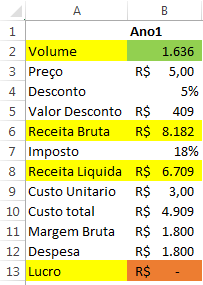 A B
1 Ano1
2 Volume 1.636
3 Preço R$ 5,00
4 Desconto 5%
5 Valor Desconto R$ 409
6 Receita Bruta R$ 8.182
7 Imposto 18%
8 Receita Liquida R$ 6.709
9 Custo Unitario R$ 3,00
10 Custo total R$ 4.909
11 Margem Bruta R$ 1.800
12 Despesa R$ 1.800
13 Lucro R$ -